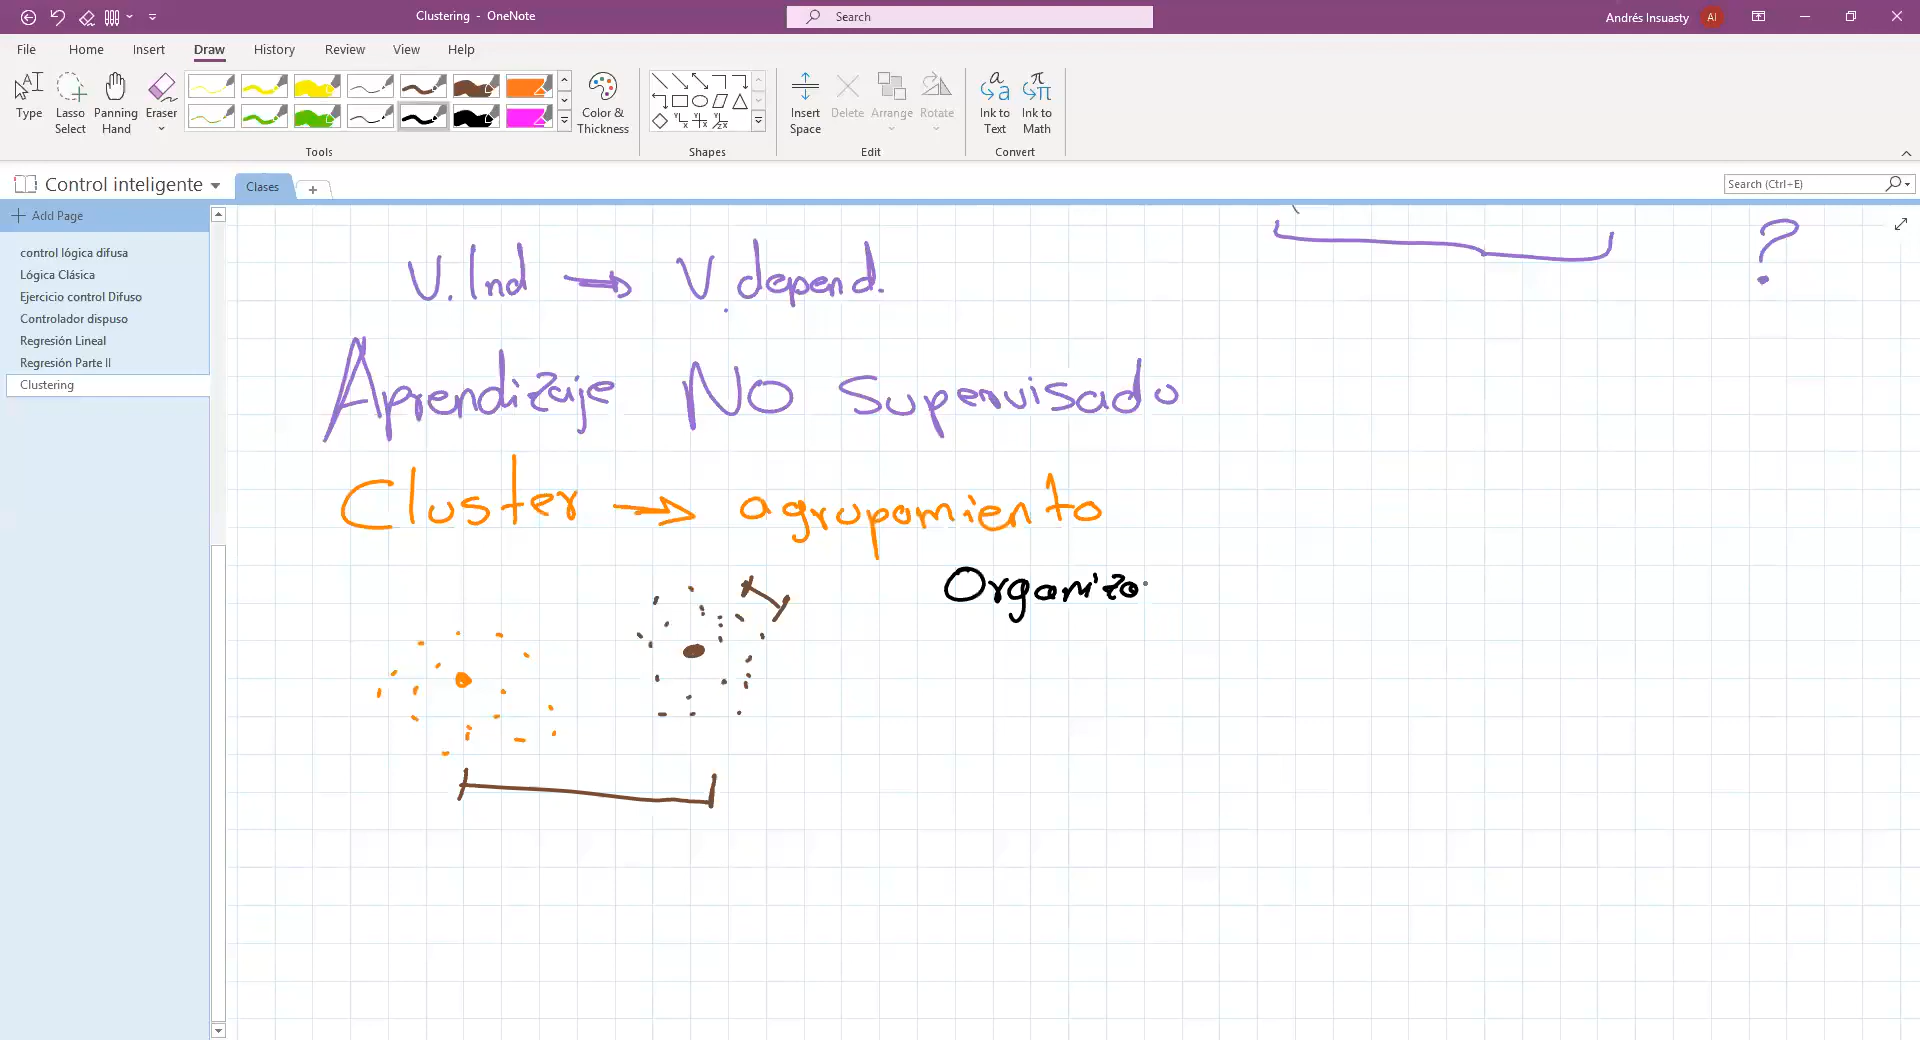 Clustering - OneNote
Search
Andrés Insuasty
AI
File Home Insert Draw History Review View Help
Type
Lasso Select
Panning Hand
Eraser
Color & Thickness
Insert Space
Delete
Arrange
Rotate
Ink to Text
Ink to Math
Tools
Shapes
Edit
Convert
Control inteligente
Clases
Search (Ctrl+E)
Add Page
control lógica difusa
Lógica Clásica
Ejercicio control Difuso
Controlador dispuso
Regresión Lineal
Regresión Parte II
Clustering
?
V. Ind → V. depend.
Aprendizaje No Supervisado
Cluster → agrupamiento
Organiza